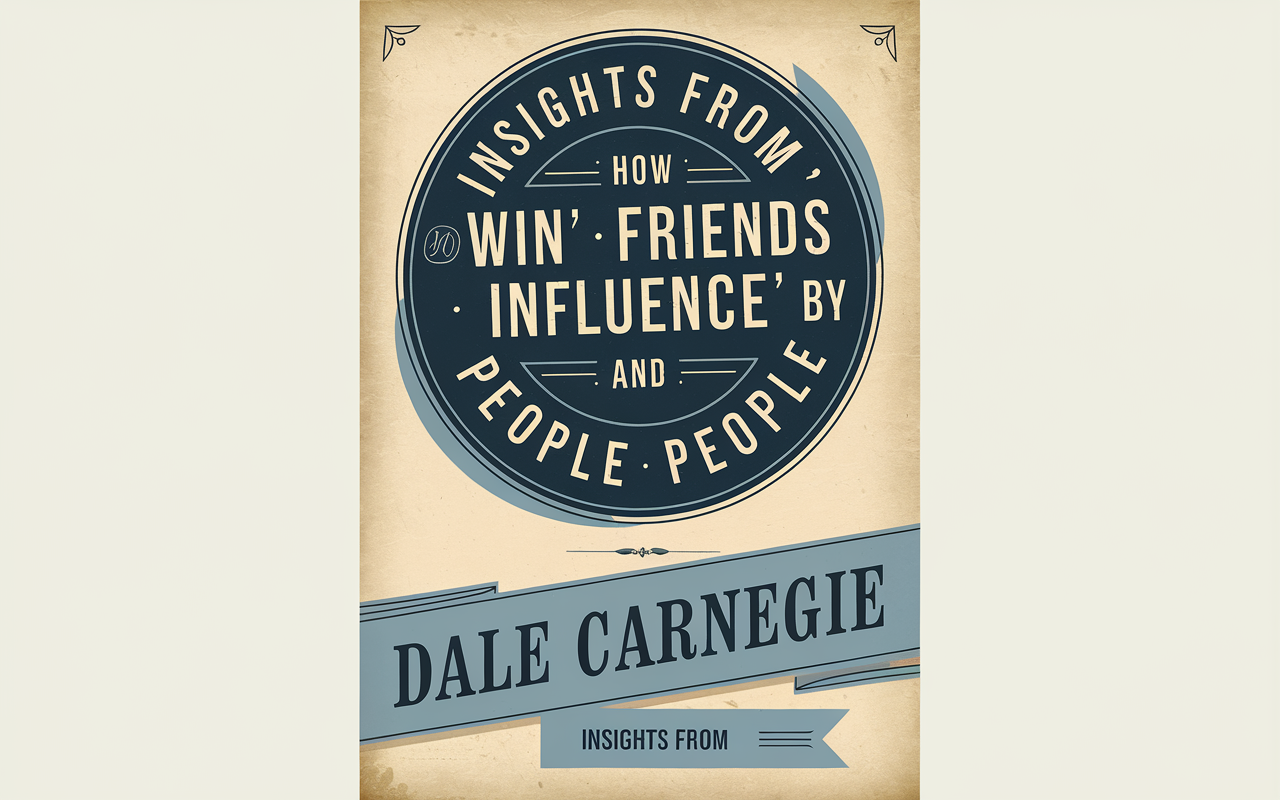 INSIGHTS FROM ’
HOW
WIN’ · FRIENDS
· INFLUENCE’ BY
AND
PEOPLE · PEOPLE
DALE CARNEGIE
INSIGHTS FROM